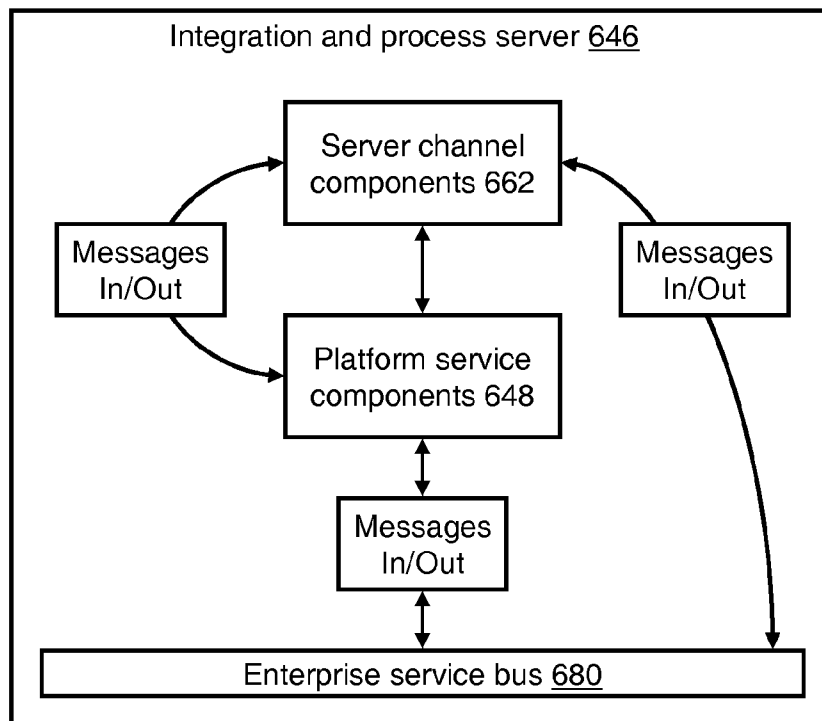 Integration and process server 646
Server channel
components 662
Messages
In/Out
Messages
In/Out
Platform service
components 648
Messages
In/Out
Enterprise service bus 680